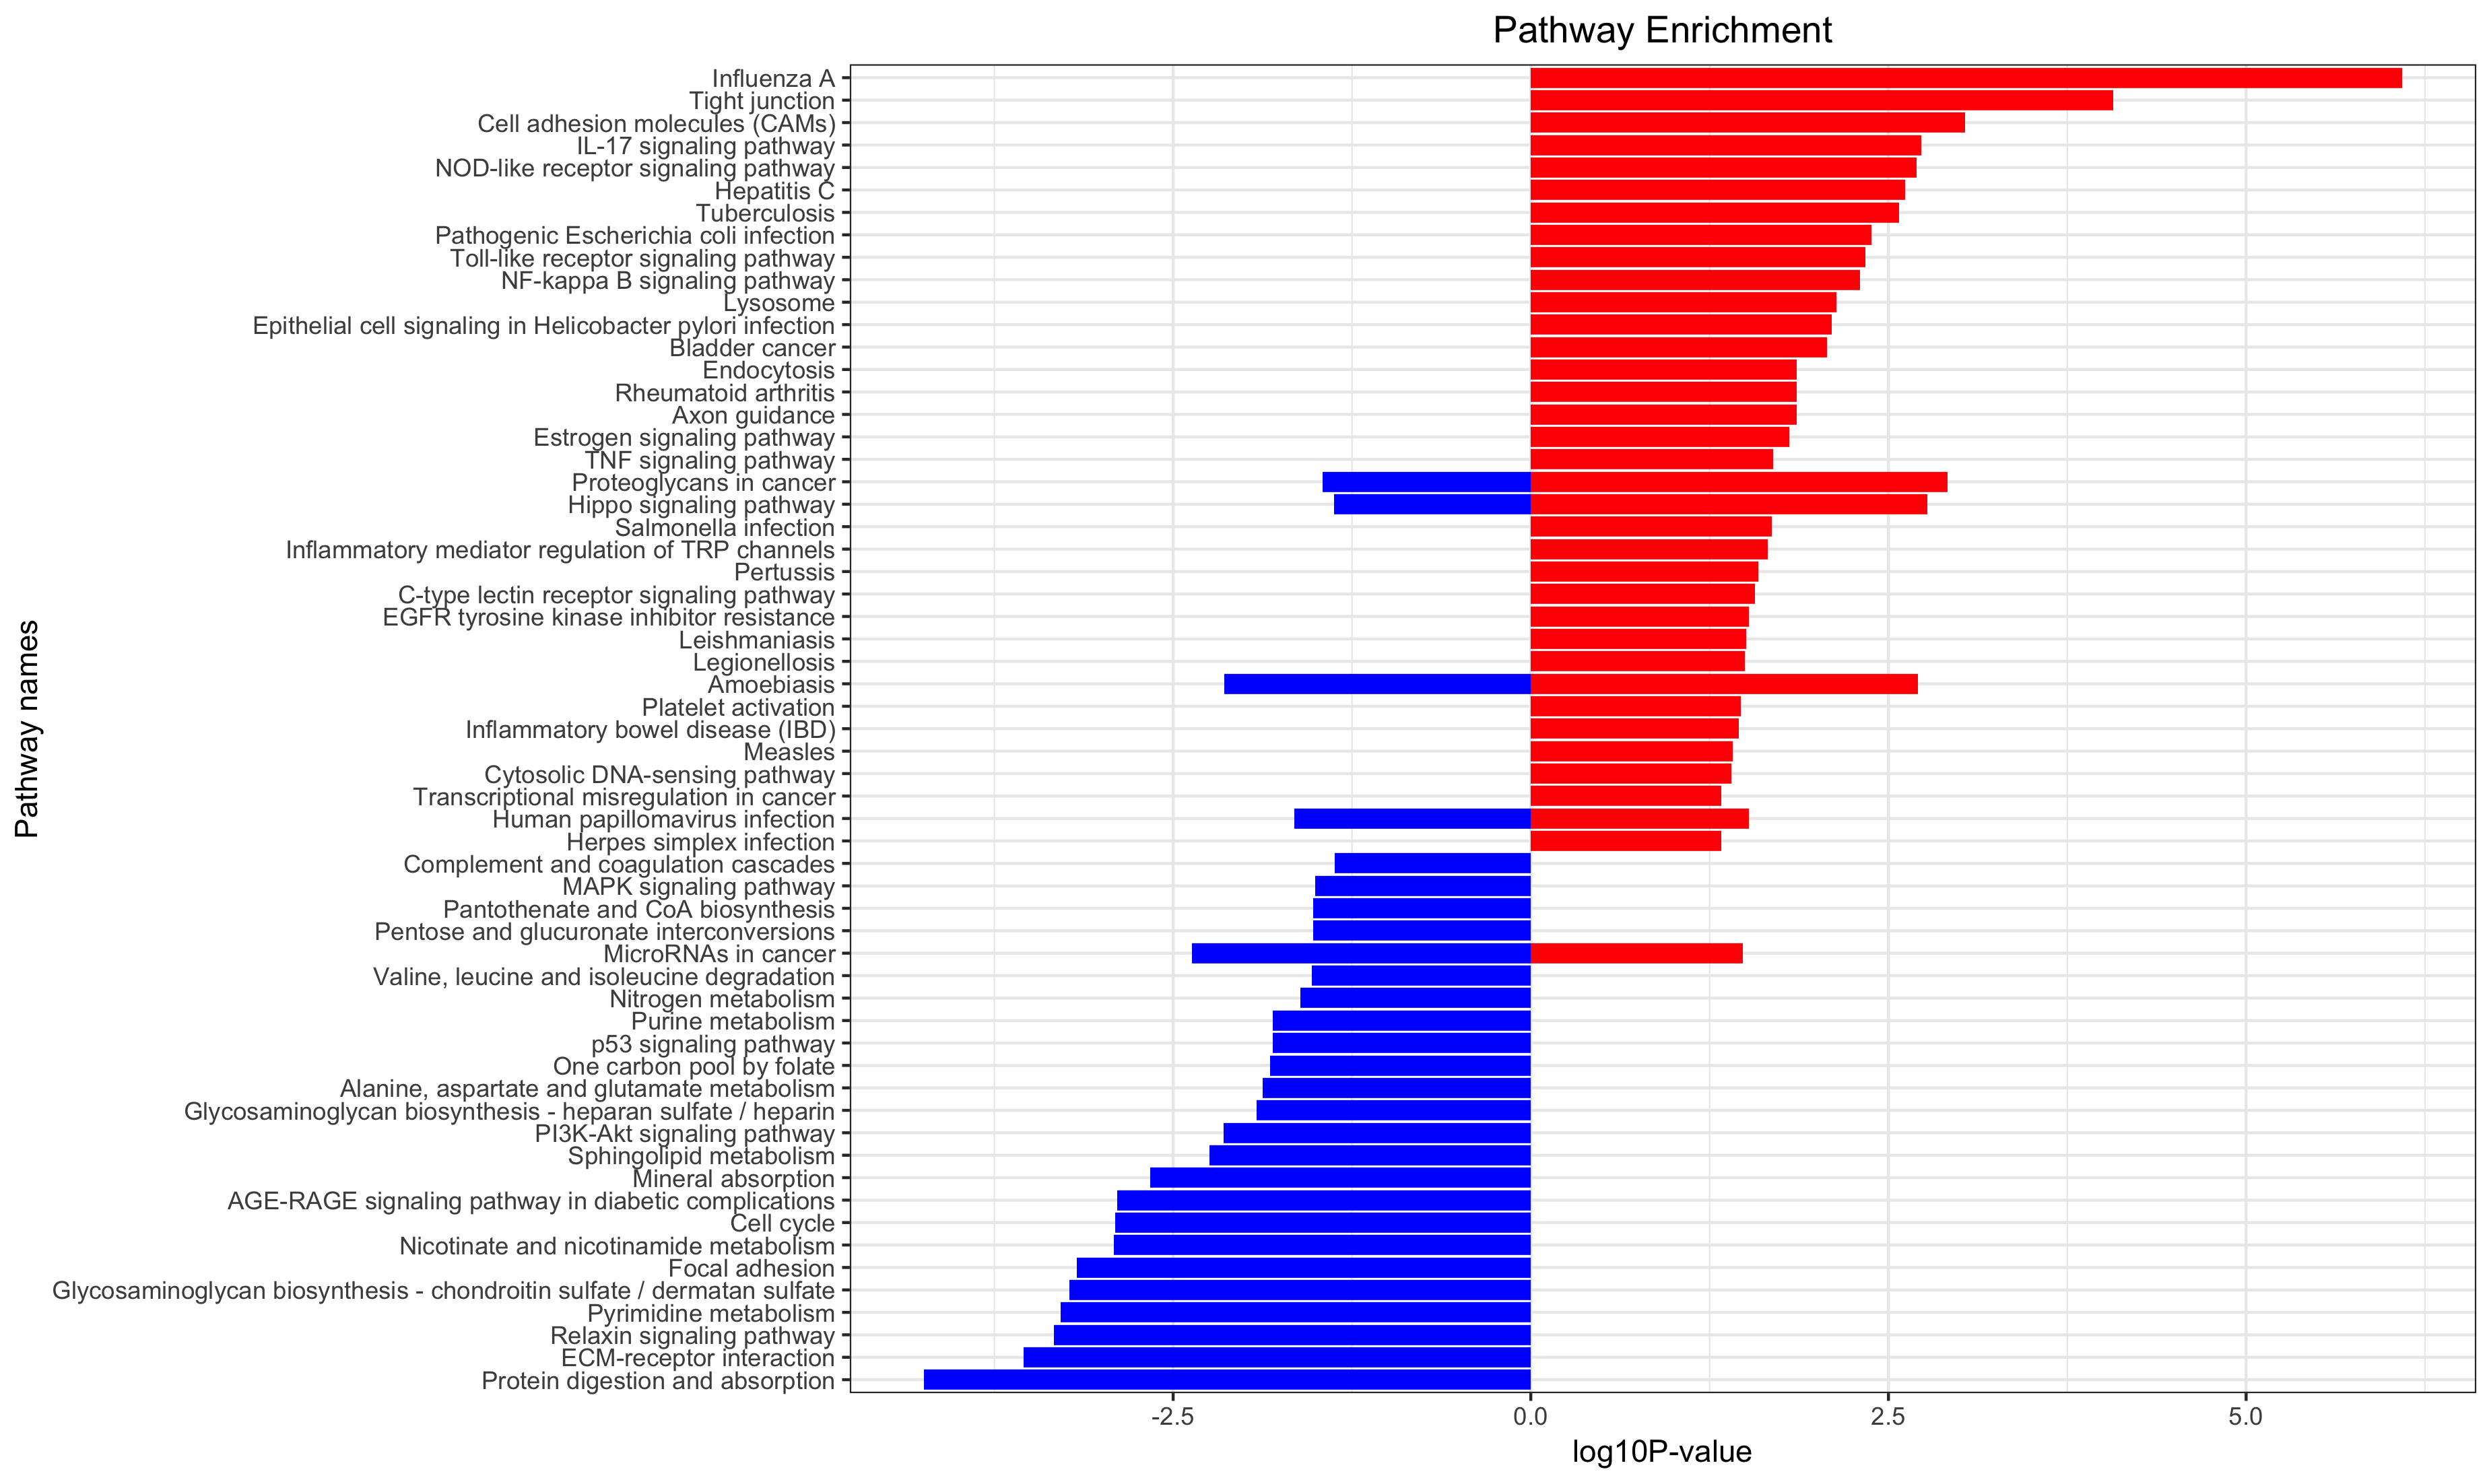 Pathway Enrichment
Influenza A
Tight junction
Cell adhesion molecules (CAMs)
IL-17 signaling pathway
NOD-like receptor signaling pathway
Hepatitis C
Tuberculosis
Pathogenic Escherichia coli infection
Toll-like receptor signaling pathway
NF-kappa B signaling pathway
Lysosome
Epithelial cell signaling in Helicobacter pylori infection
Bladder cancer
Endocytosis
Rheumatoid arthritis
Axon guidance
Estrogen signaling pathway
TNF signaling pathway
Proteoglycans in cancer
Hippo signaling pathway
Salmonella infection
Inflammatory mediator regulation of TRP channels
Pertussis
C-type lectin receptor signaling pathway
EGFR tyrosine kinase inhibitor resistance
Leishmaniasis
Legionellosis
Amoebiasis
Platelet activation
Inflammatory bowel disease (IBD)
Measles
Cytosolic DNA-sensing pathway
Transcriptional misregulation in cancer
Human papillomavirus infection
Herpes simplex infection
Complement and coagulation cascades
MAPK signaling pathway
Pantothenate and CoA biosynthesis
Pentose and glucuronate interconversions
MicroRNAs in cancer
Valine, leucine and isoleucine degradation
Nitrogen metabolism
Purine metabolism
p53 signaling pathway
One carbon pool by folate
Alanine, aspartate and glutamate metabolism
Glycosaminoglycan biosynthesis - heparan sulfate / heparin
PI3K-Akt signaling pathway
Sphingolipid metabolism
Mineral absorption
AGE-RAGE signaling pathway in diabetic complications
Cell cycle
Nicotinate and nicotinamide metabolism
Focal adhesion
Glycosaminoglycan biosynthesis - chondroitin sulfate / dermatan sulfate
Pyrimidine metabolism
Relaxin signaling pathway
ECM-receptor interaction
Protein digestion and absorption
Pathway names
-2.5 0.0 2.5 5.0
log10P-value